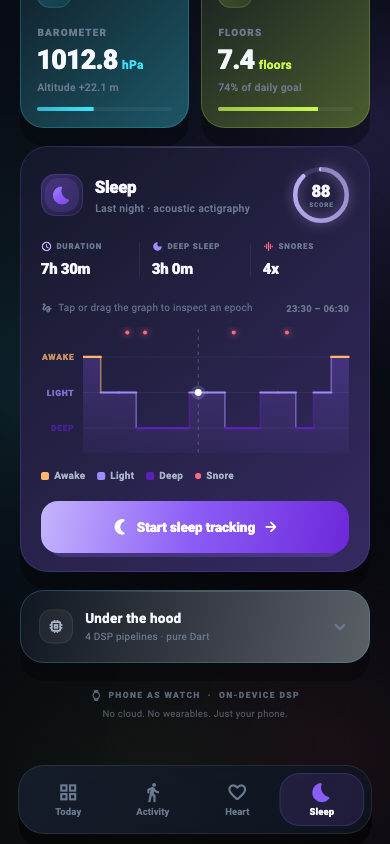 BAROMETER
1012.8 hPa
Altitude +22.1 m
FLOORS
7.4 floors
74% of daily goal
Sleep
Last night · acoustic actigraphy
88
SCORE
DURATION
7h 30m
DEEP SLEEP
3h 0m
SNORES
4x
Tap or drag the graph to inspect an epoch
23:30 – 06:30
AWAKE
LIGHT
DEEP
Awake
Light
Deep
Snore
Start sleep tracking →
Under the hood
4 DSP pipelines · pure Dart
PHONE AS WATCH · ON-DEVICE DSP
No cloud. No wearables. Just your phone.
Today
Activity
Heart
Sleep